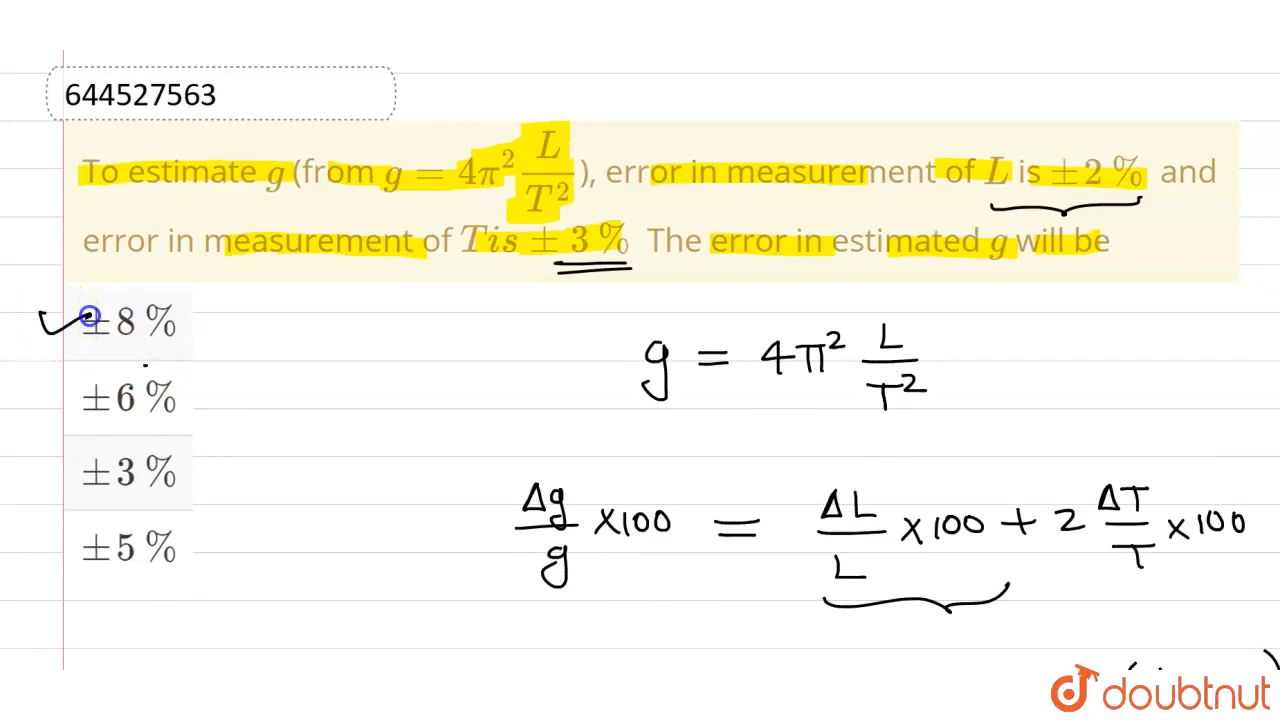 644527563
To estimate g (from g = 4π² L/T²), error in measurement of L is ±2 % and
error in measurement of T is ± 3 % The error in estimated g will be
±8 %
±6 %
±3 %
±5 %
g = 4π² L/T²
Δg/g ×100 = ΔL/L ×100 + 2 ΔT/T ×100
doubtnut